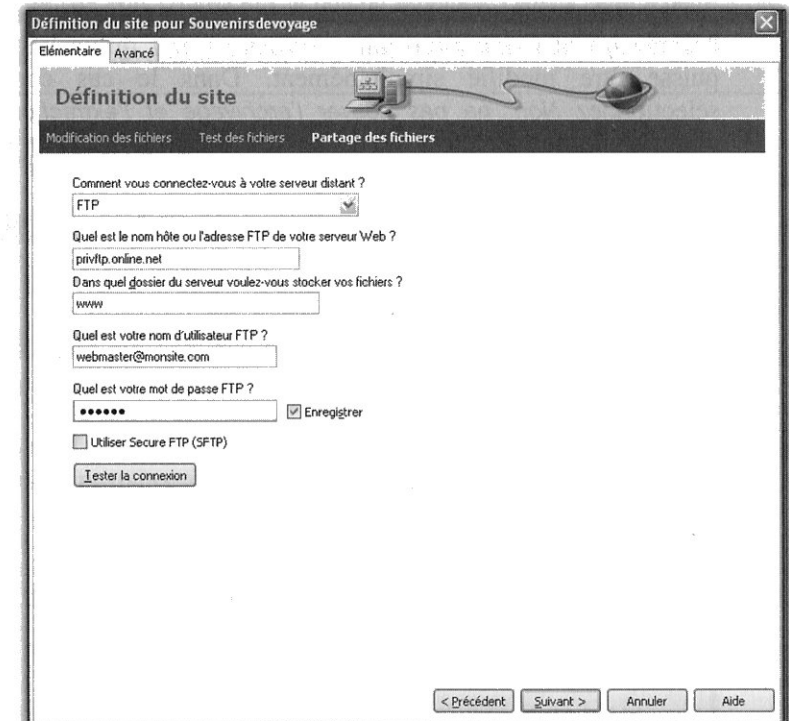 Définition du site pour Souvenirsdevoyage
Elémentaire Avancé
Définition du site
Modification des fichiers Test des fichiers Partage des fichiers
Comment vous connectez-vous à votre serveur distant ?
FTP
Quel est le nom hôte ou l'adresse FTP de votre serveur Web ?
privftp.online.net
Dans quel dossier du serveur voulez-vous stocker vos fichiers ?
www
Quel est votre nom d'utilisateur FTP ?
webmaster@monsite.com
Quel est votre mot de passe FTP ?
●●●●●● Enregistrer
Utiliser Secure FTP (SFTP)
Tester la connexion
< Précédent Suivant > Annuler Aide